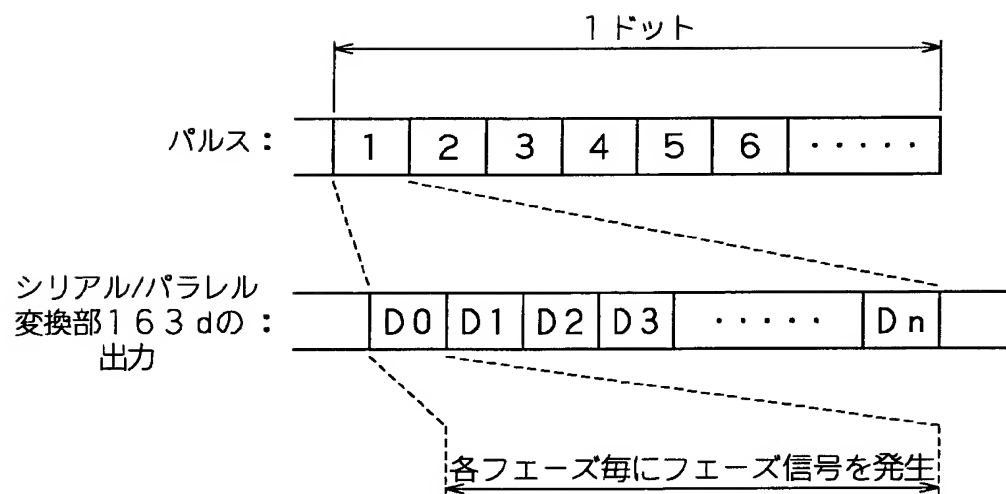 1ドット
パルス： 1 2 3 4 5 6 ・・・・・
シリアル/パラレル
変換部１６３dの ： D0 D1 D2 D3 ・・・・・ Dn
出力
各フェーズ毎にフェーズ信号を発生